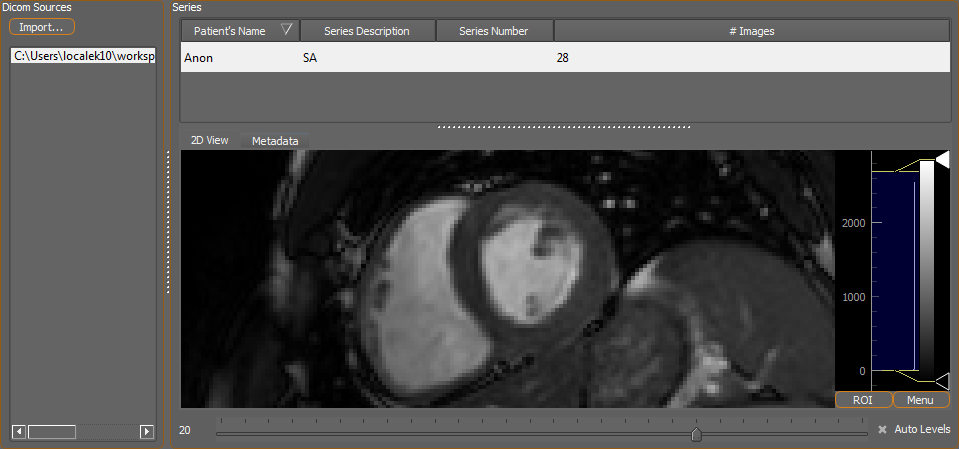 Dicom Sources
Import...
C:\Users\localek10\worksp
Series
Patient's Name Series Description Series Number # Images
Anon SA 28
2D View Metadata
2000
1000
0
ROI Menu
20 Auto Levels